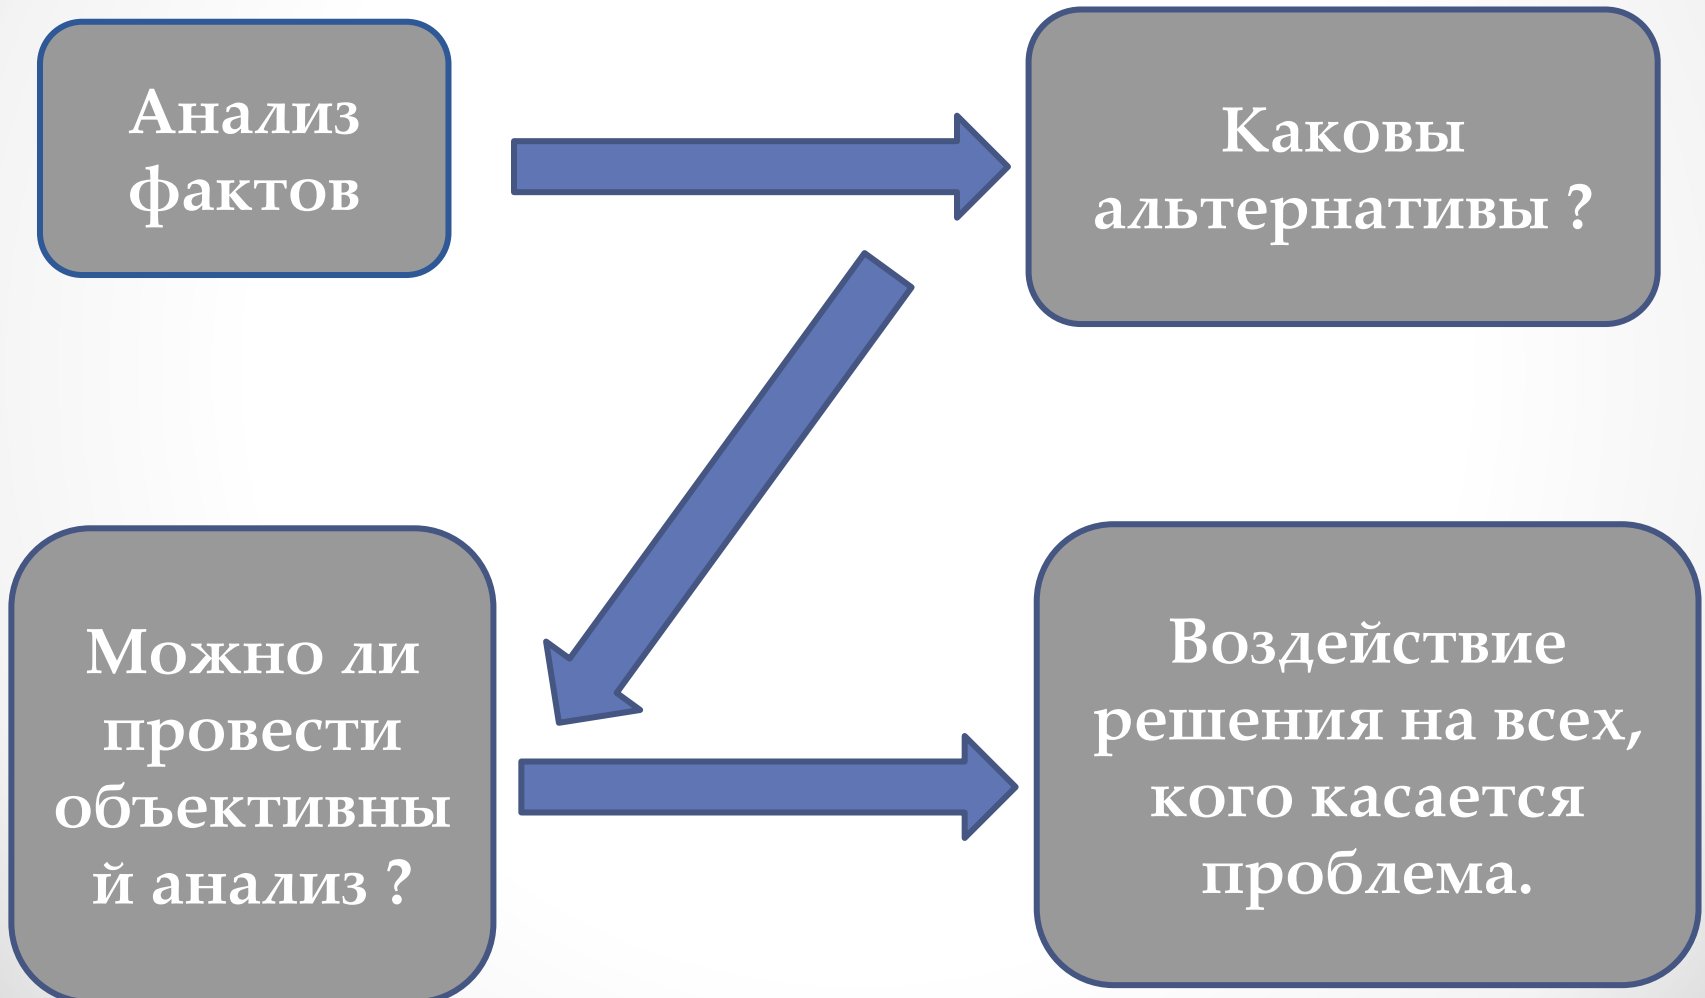 Анализ
фактов
Каковы
альтернативы ?
Можно ли
провести
объективны
й анализ ?
Воздействие
решения на всех,
кого касается
проблема.